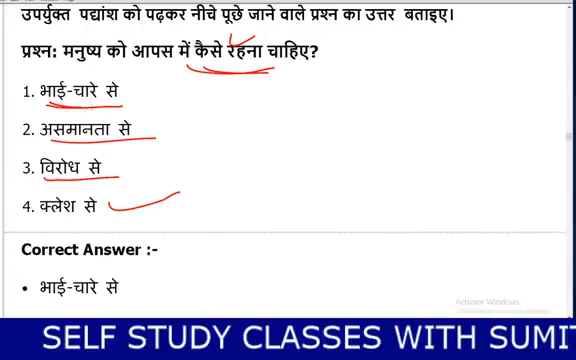 उपर्युक्त पद्यांश को पढ़कर नीचे पूछे जाने वाले प्रश्न का उत्तर बताइए।
प्रश्न: मनुष्य को आपस में कैसे रहना चाहिए?
1. भाई-चारे से
2. असमानता से
3. विरोध से
4. क्लेश से
Correct Answer :-
• भाई-चारे से
Activate Windows
SELF STUDY CLASSES WITH SUMIT